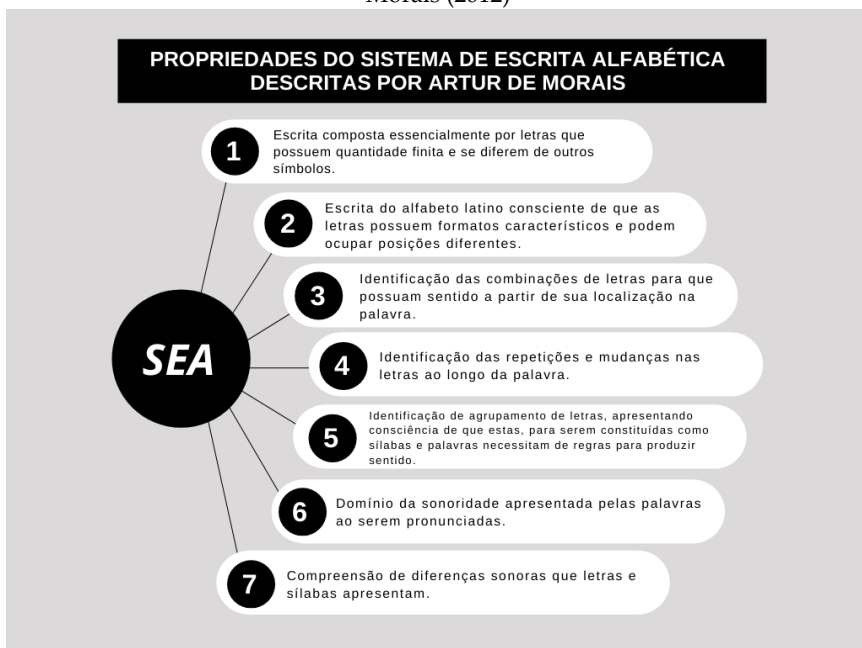 Morais (2012)
PROPRIEDADES DO SISTEMA DE ESCRITA ALFABÉTICA
DESCRITAS POR ARTUR DE MORAIS
1
Escrita composta essencialmente por letras que
possuem quantidade finita e se diferem de outros
símbolos.
2
Escrita do alfabeto latino consciente de que as
letras possuem formatos característicos e podem
ocupar posições diferentes.
3
Identificação das combinações de letras para que
possuam sentido a partir de sua localização na
palavra.
SEA
4
Identificação das repetições e mudanças nas
letras ao longo da palavra.
5
Identificação de agrupamento de letras, apresentando
consciência de que estas, para serem constituídas como
sílabas e palavras necessitam de regras para produzir
sentido.
6
Domínio da sonoridade apresentada pelas palavras
ao serem pronunciadas.
7
Compreensão de diferenças sonoras que letras e
sílabas apresentam.